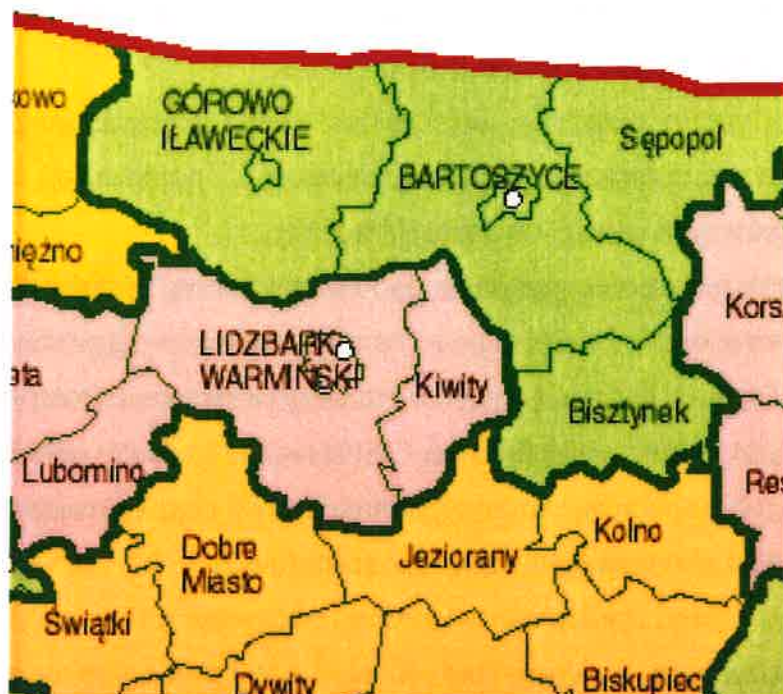 GÓROWO
IŁAWECKIE
Sępopol
BARTOSZYCE
LIDZBARK
WARMIŃSKI
Kiwity
Bisztynek
Lubomino
Kolno
Dobre
Miasto
Jeziorany
Świątki
Dywity
Biskupiec